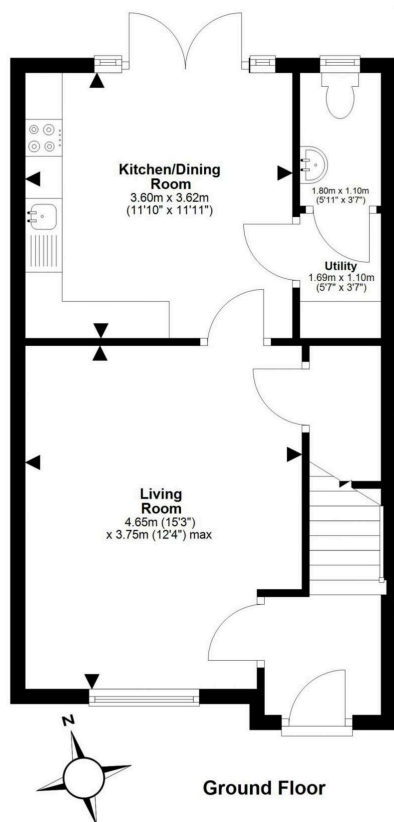 Kitchen/Dining
Room
3.60m x 3.62m
(11'10" x 11'11")
1.80m x 1.10m
(5'11" x 3'7")
Utility
1.69m x 1.10m
(5'7" x 3'7")
Living
Room
4.65m (15'3")
x 3.75m (12'4") max
N
Ground Floor